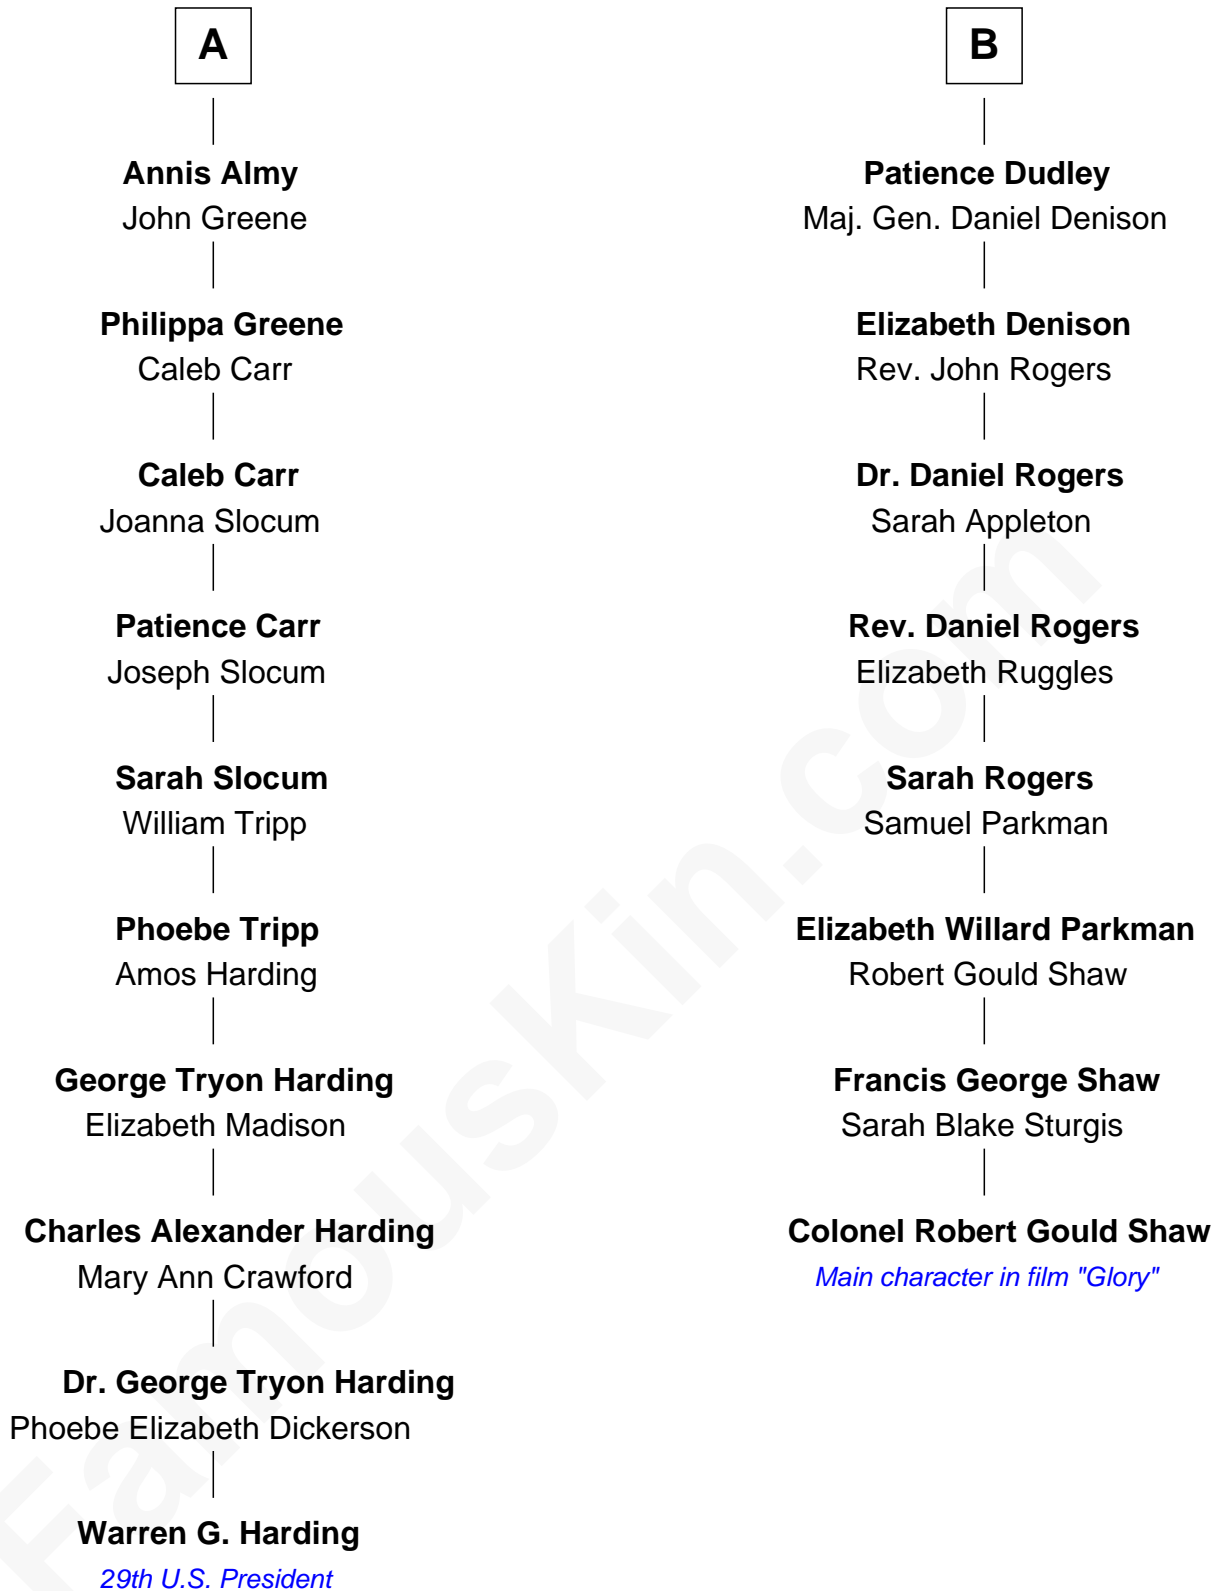 A
Annis Almy
John Greene
Philippa Greene
Caleb Carr
Caleb Carr
Joanna Slocum
Patience Carr
Joseph Slocum
Sarah Slocum
William Tripp
Phoebe Tripp
Amos Harding
George Tryon Harding
Elizabeth Madison
Charles Alexander Harding
Mary Ann Crawford
Dr. George Tryon Harding
Phoebe Elizabeth Dickerson
Warren G. Harding
29th U.S. President
B
Patience Dudley
Maj. Gen. Daniel Denison
Elizabeth Denison
Rev. John Rogers
Dr. Daniel Rogers
Sarah Appleton
Rev. Daniel Rogers
Elizabeth Ruggles
Sarah Rogers
Samuel Parkman
Elizabeth Willard Parkman
Robert Gould Shaw
Francis George Shaw
Sarah Blake Sturgis
Colonel Robert Gould Shaw
Main character in film "Glory"
FamousKin.com